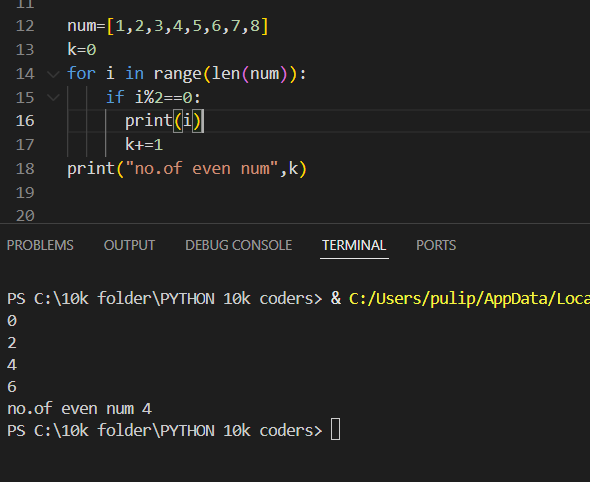 11
12 num=[1,2,3,4,5,6,7,8]
13 k=0
14 for i in range(len(num)):
15 if i%2==0:
16 print(i)
17 k+=1
18 print("no.of even num",k)
19
20
PROBLEMS OUTPUT DEBUG CONSOLE TERMINAL PORTS
PS C:\10k folder\PYTHON 10k coders> & C:/Users/pulip/AppData/Loca
0
2
4
6
no.of even num 4
PS C:\10k folder\PYTHON 10k coders>